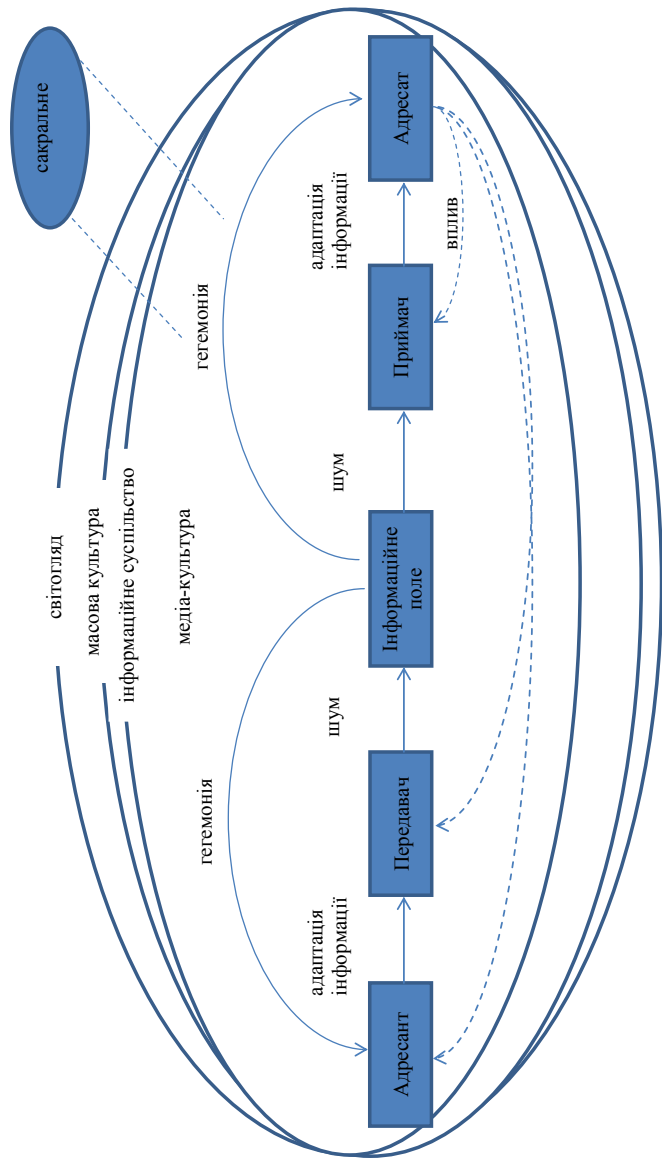 сакральне
світогляд
масова культура
інформаційне суспільство
медіа-культура
гегемонія
гегемонія
адаптація
інформації
шум
шум
адаптація
інформації
Адресант
Передавач
Інформаційне
поле
Приймач
Адресат
вплив